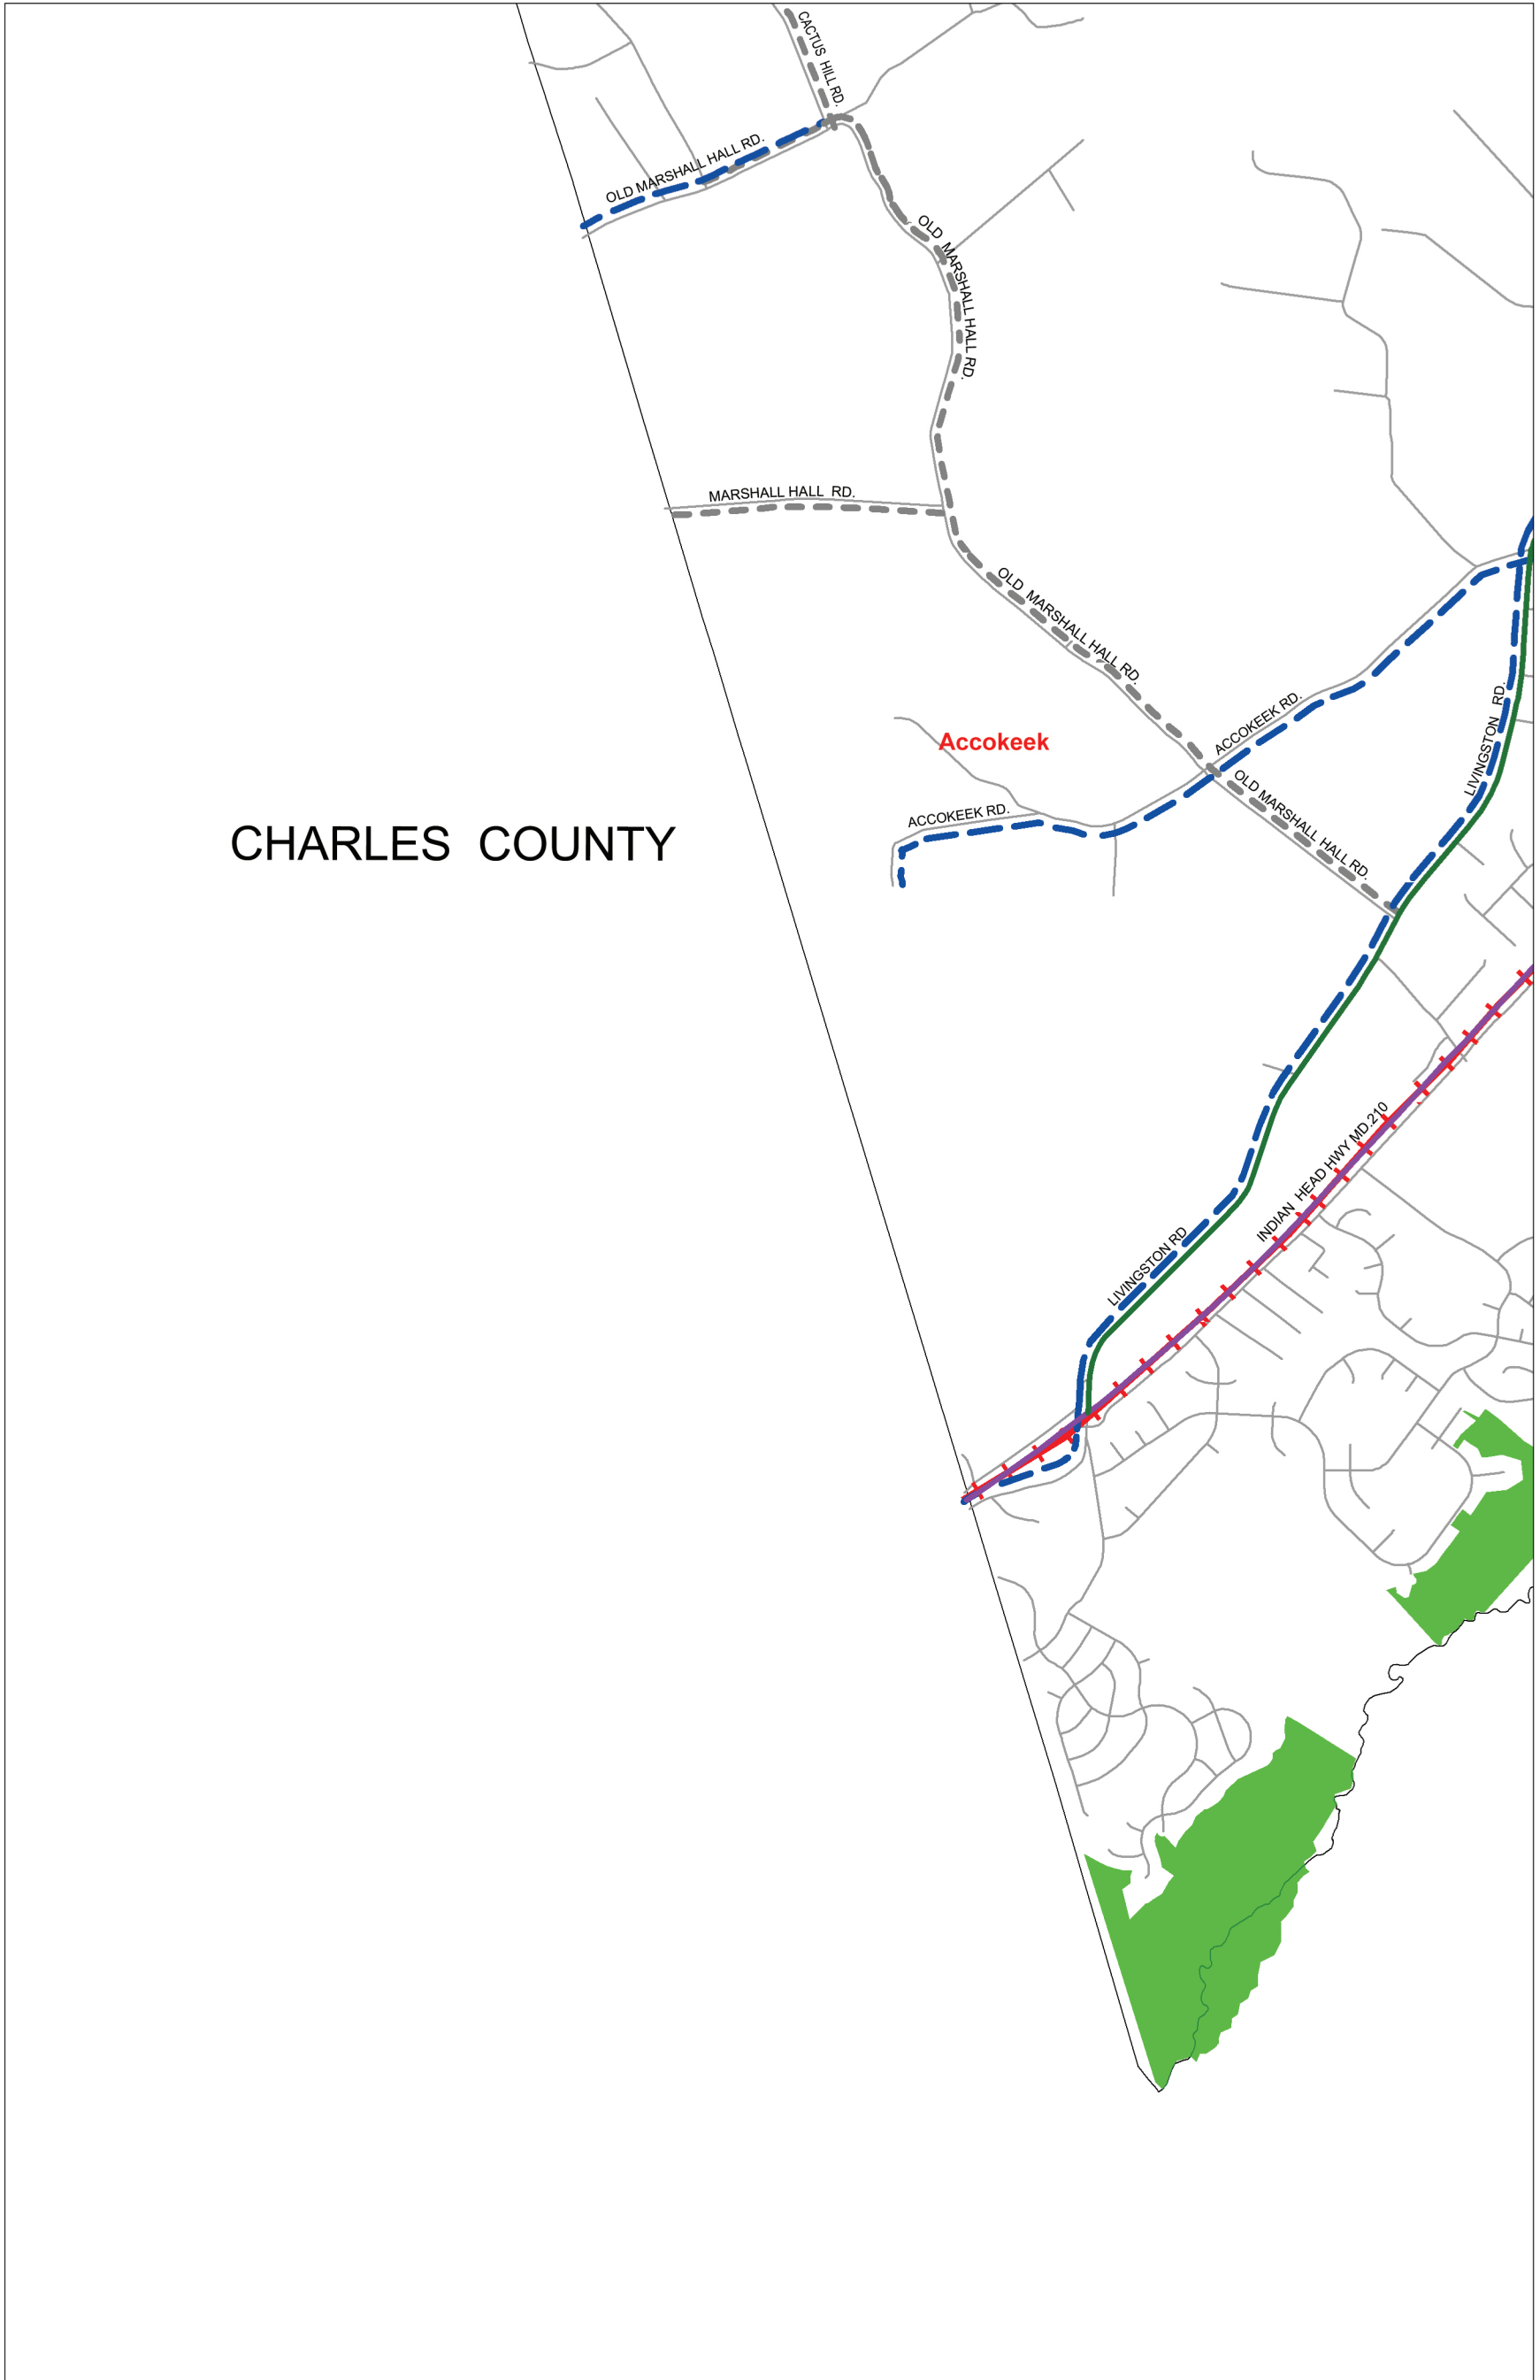 CACTUS HILL RD.
OLD MARSHALL HALL RD.
OLD MARSHALL HALL RD.
MARSHALL HALL RD.
OLD MARSHALL HALL RD.
ACCOKEEK RD.
LIVINGSTON RD.
Accokeek
OLD MARSHALL HALL RD.
ACCOKEEK RD.
CHARLES COUNTY
INDIAN HEAD HWY MD.210
LIVINGSTON RD